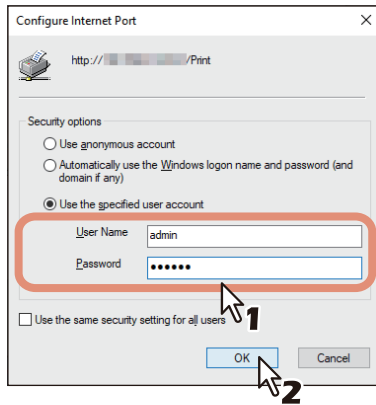 Configure Internet Port
http:// /Print
Security options
Use anonymous account
Automatically use the Windows logon name and password (and
domain if any)
Use the specified user account
User Name admin
Password ●●●●●●
1
Use the same security setting for all users
OK Cancel
2